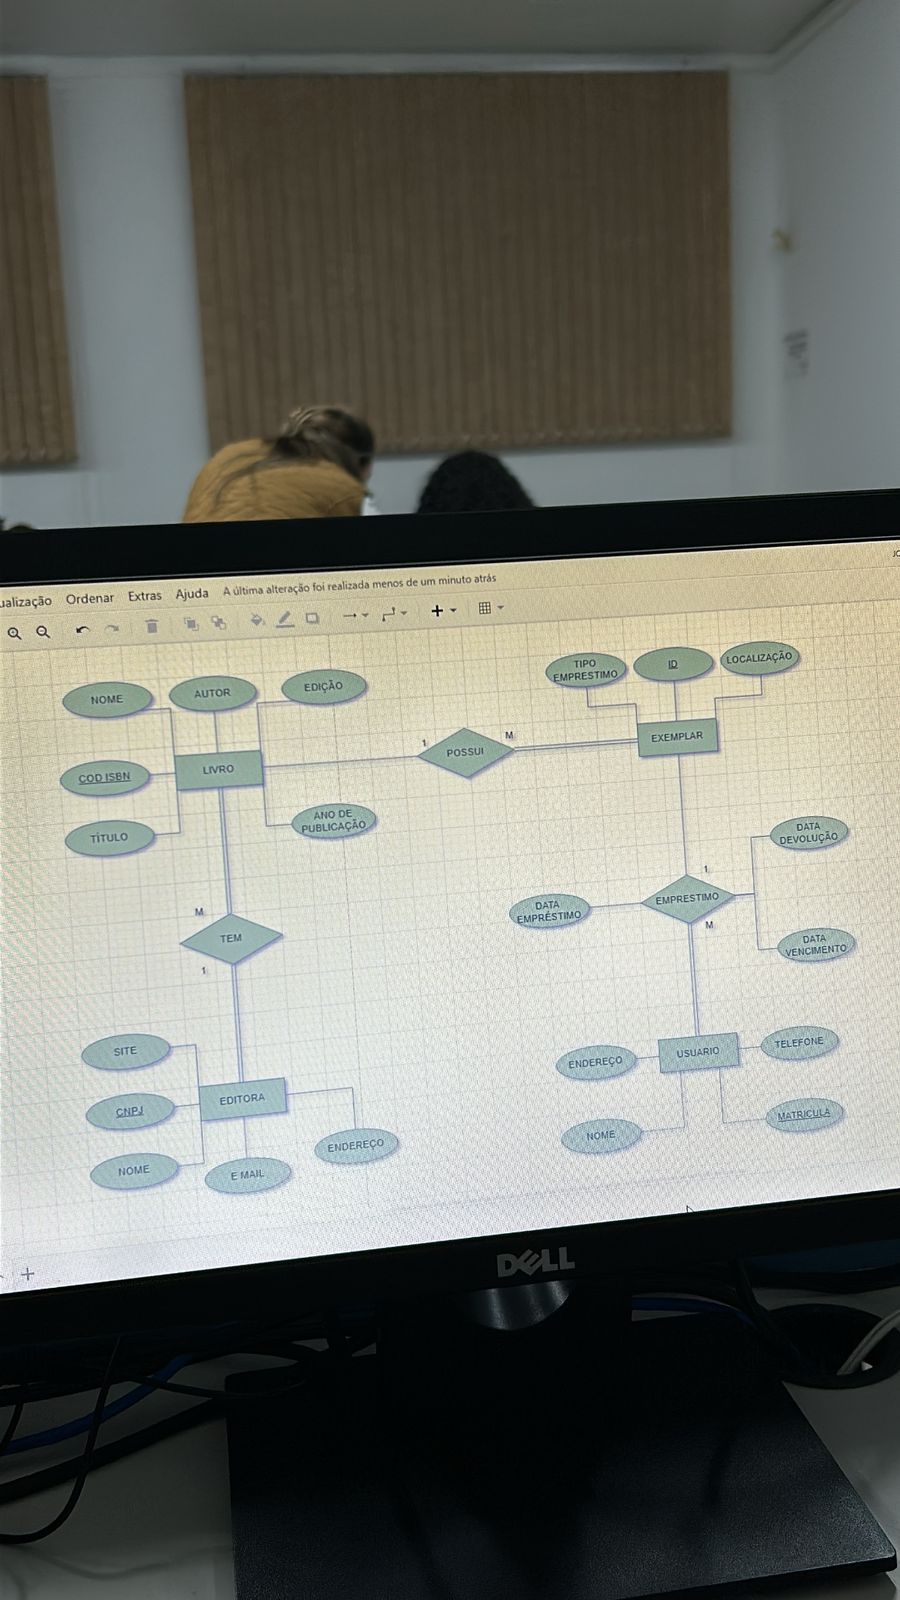 ualização Ordenar Extras Ajuda A última alteração foi realizada menos de um minuto atrás
NOME
AUTOR
EDIÇÃO
TIPO
EMPRESTIMO
ID
LOCALIZAÇÃO
COD ISBN
LIVRO
1
POSSUI
M
EXEMPLAR
TÍTULO
ANO DE
PUBLICAÇÃO
DATA
DEVOLUÇÃO
M
TEM
1
DATA
EMPRÉSTIMO
1
EMPRESTIMO
M
DATA
VENCIMENTO
SITE
CNPJ
EDITORA
NOME
E MAIL
ENDEREÇO
ENDEREÇO
USUARIO
TELEFONE
NOME
MATRICULA
DELL